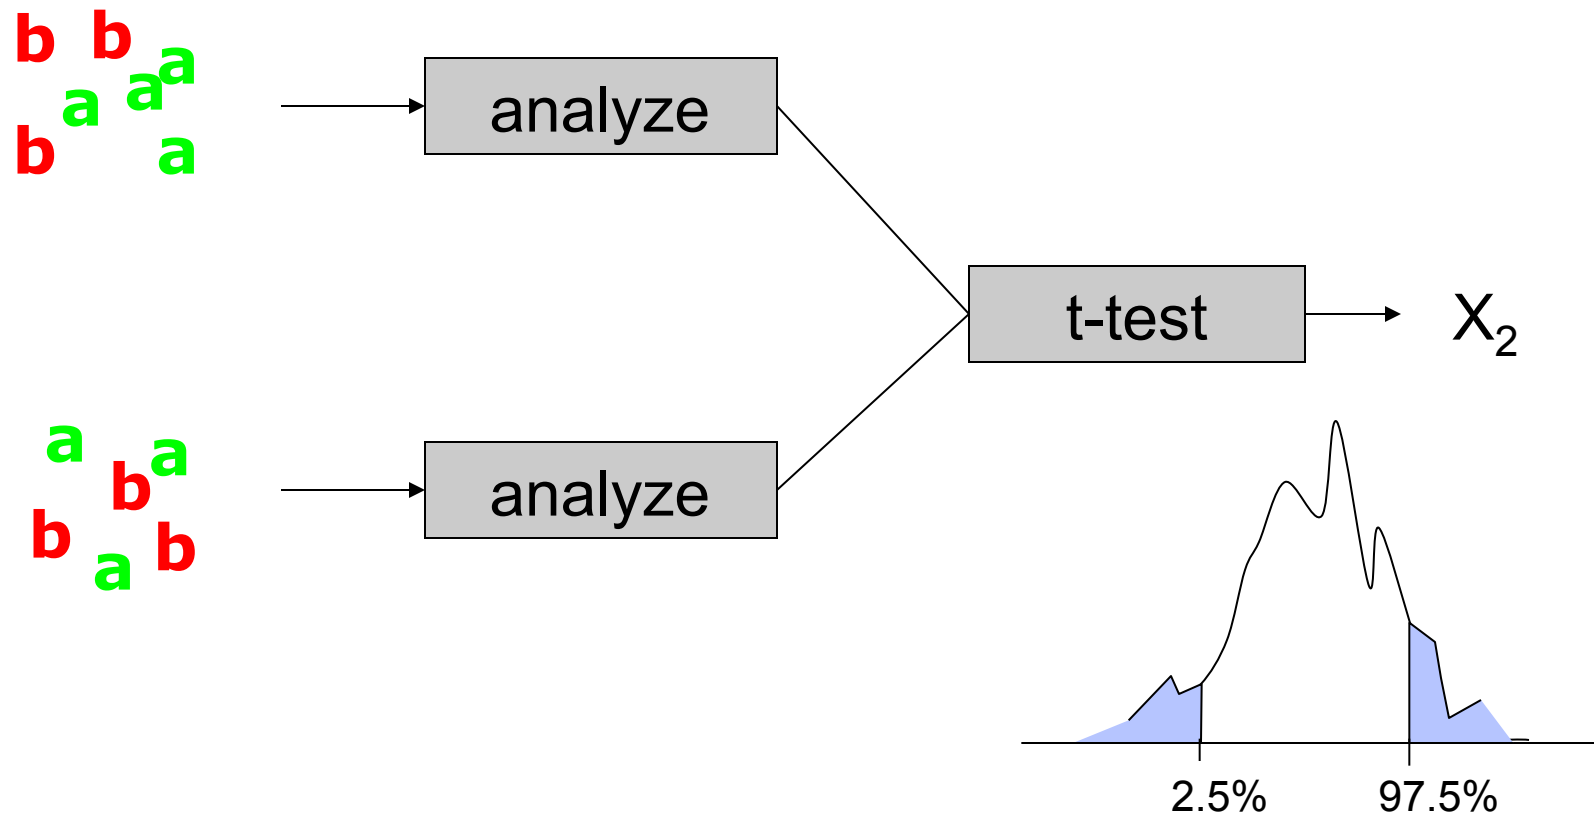 b b a
a a
b a
analyze
t-test
X₂
a a
b
b b
a
analyze
2.5% 97.5%